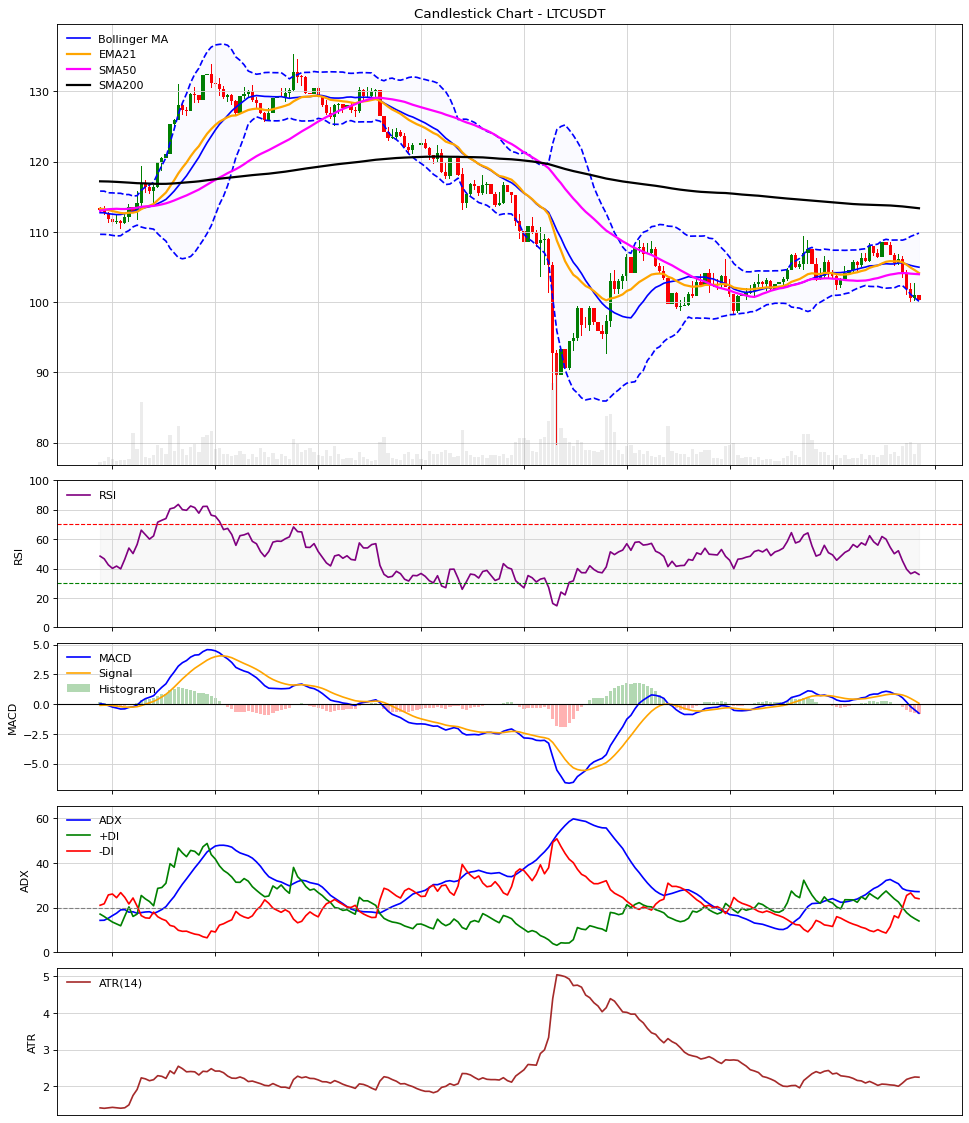 Candlestick Chart - LTCUSDT
Bollinger MA
EMA21
SMA50
SMA200
130
120
110
100
90
80
100
80
60
40
20
0
RSI
RSI
5.0
2.5
0.0
−2.5
−5.0
MACD
MACD
Signal
Histogram
60
40
20
0
ADX
ADX
+DI
-DI
5
4
3
2
ATR
ATR(14)